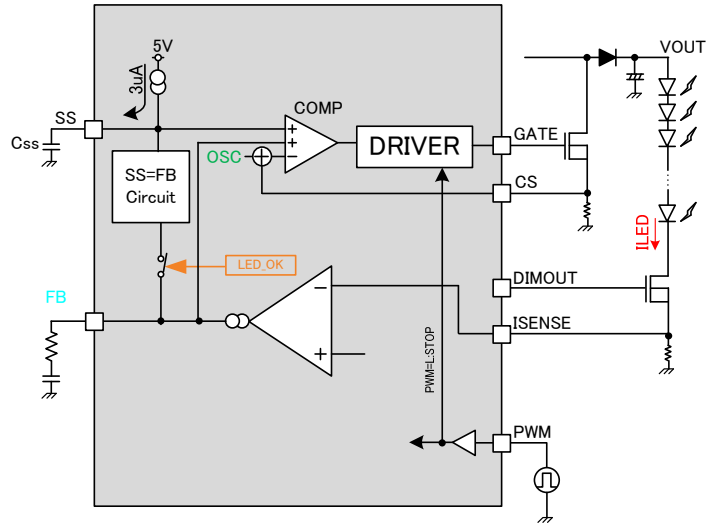 5V
3uA
VOUT
SS
Css
COMP
+
+
−
OSC
DRIVER
GATE
SS=FB
Circuit
CS
ILED
LED_OK
DIMOUT
FB
−
ISENSE
+
PWM=L:STOP
PWM